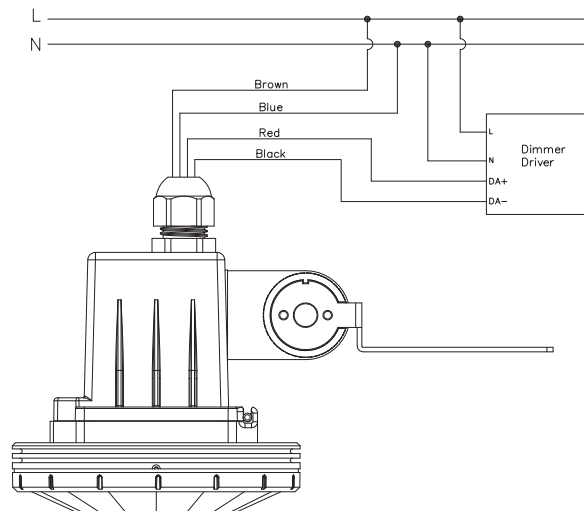 L
N
Brown
Blue
Red
Black
L
N
DA+
DA-
Dimmer
Driver